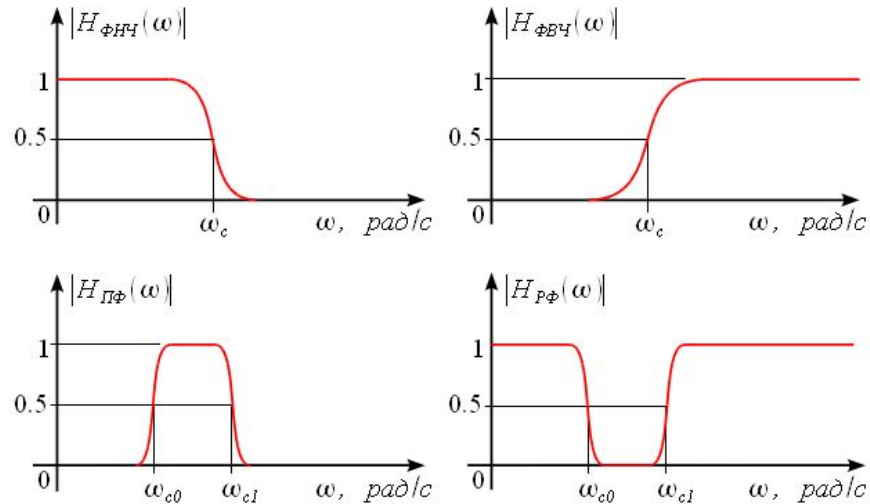 |H_ФНЧ(ω)|
1
0.5
0
ω_c
ω, рад/с
|H_ФВЧ(ω)|
1
0.5
0
ω_c
ω, рад/с
|H_ПФ(ω)|
1
0.5
0
ω_c0
ω_c1
ω, рад/с
|H_РФ(ω)|
1
0.5
0
ω_c0
ω_c1
ω, рад/с